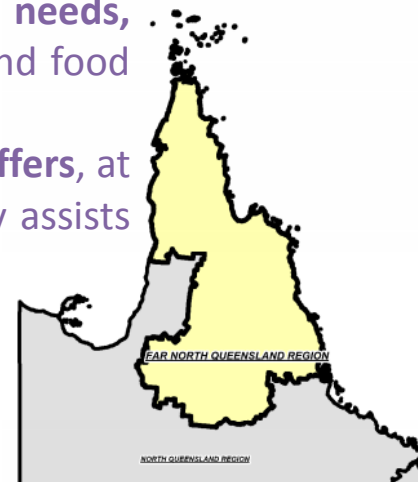 needs,
nd food
ffers, at
y assists
FAR NORTH QUEENSLAND REGION
NORTH QUEENSLAND REGION